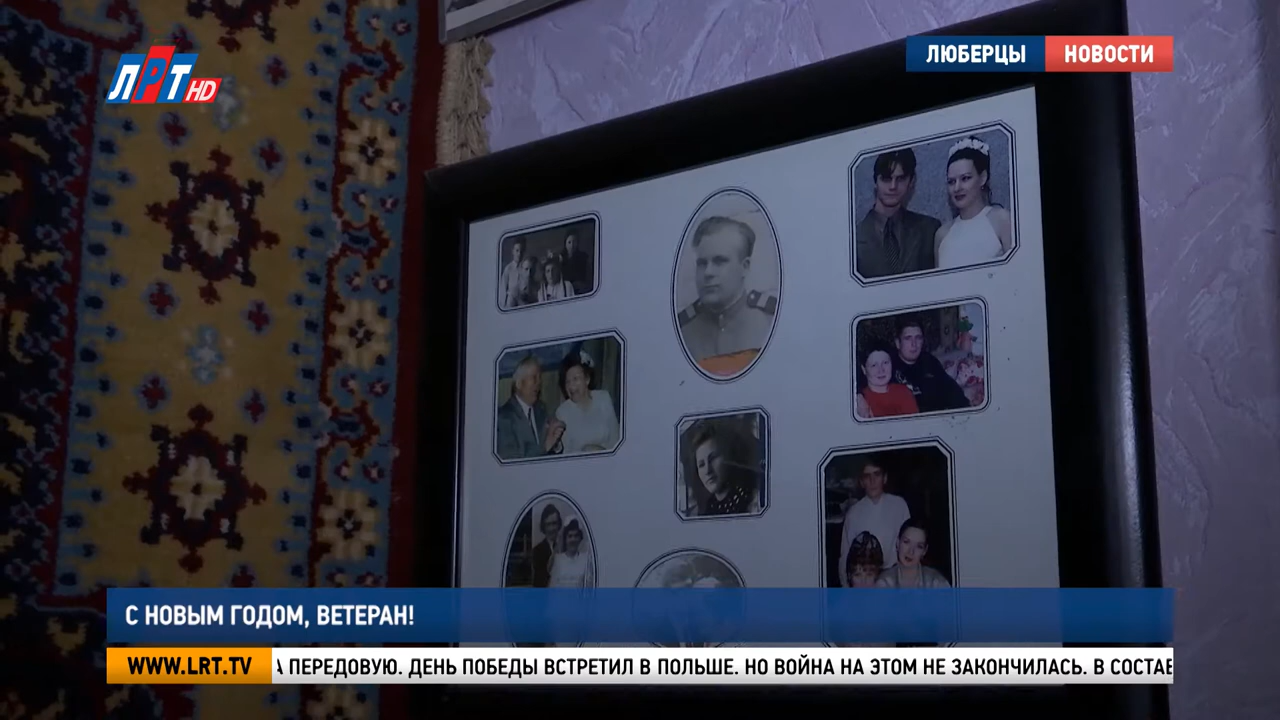 ЛРТ HD
ЛЮБЕРЦЫ НОВОСТИ
С НОВЫМ ГОДОМ, ВЕТЕРАН!
WWW.LRT.TV
А ПЕРЕДОВУЮ. ДЕНЬ ПОБЕДЫ ВСТРЕТИЛ В ПОЛЬШЕ. НО ВОЙНА НА ЭТОМ НЕ ЗАКОНЧИЛАСЬ. В СОСТАВ